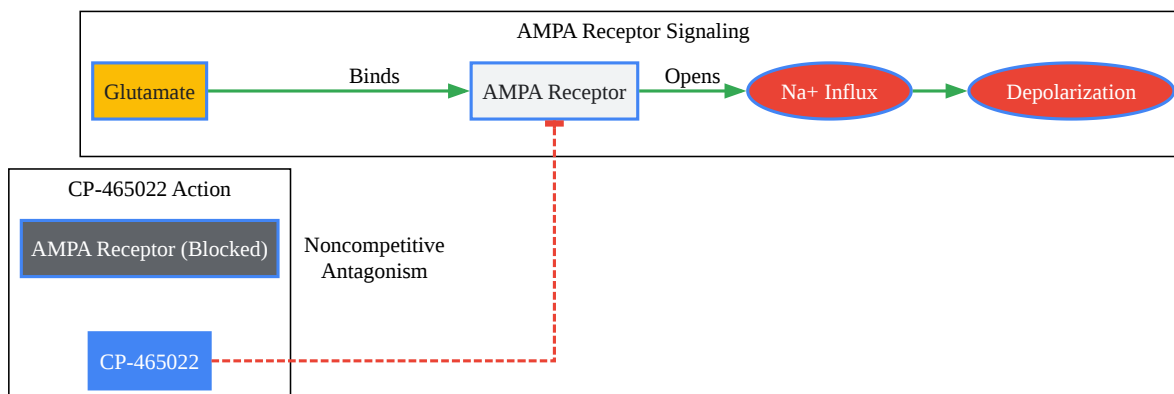 AMPA Receptor Signaling
Glutamate
Binds
AMPA Receptor
Opens
Na+ Influx
Depolarization
CP-465022 Action
AMPA Receptor (Blocked)
Noncompetitive
Antagonism
CP-465022